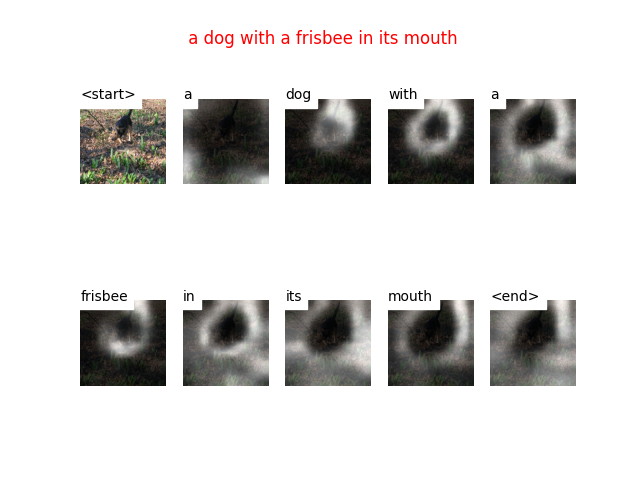 a dog with a frisbee in its mouth
<start> a dog with a
frisbee in its mouth <end>